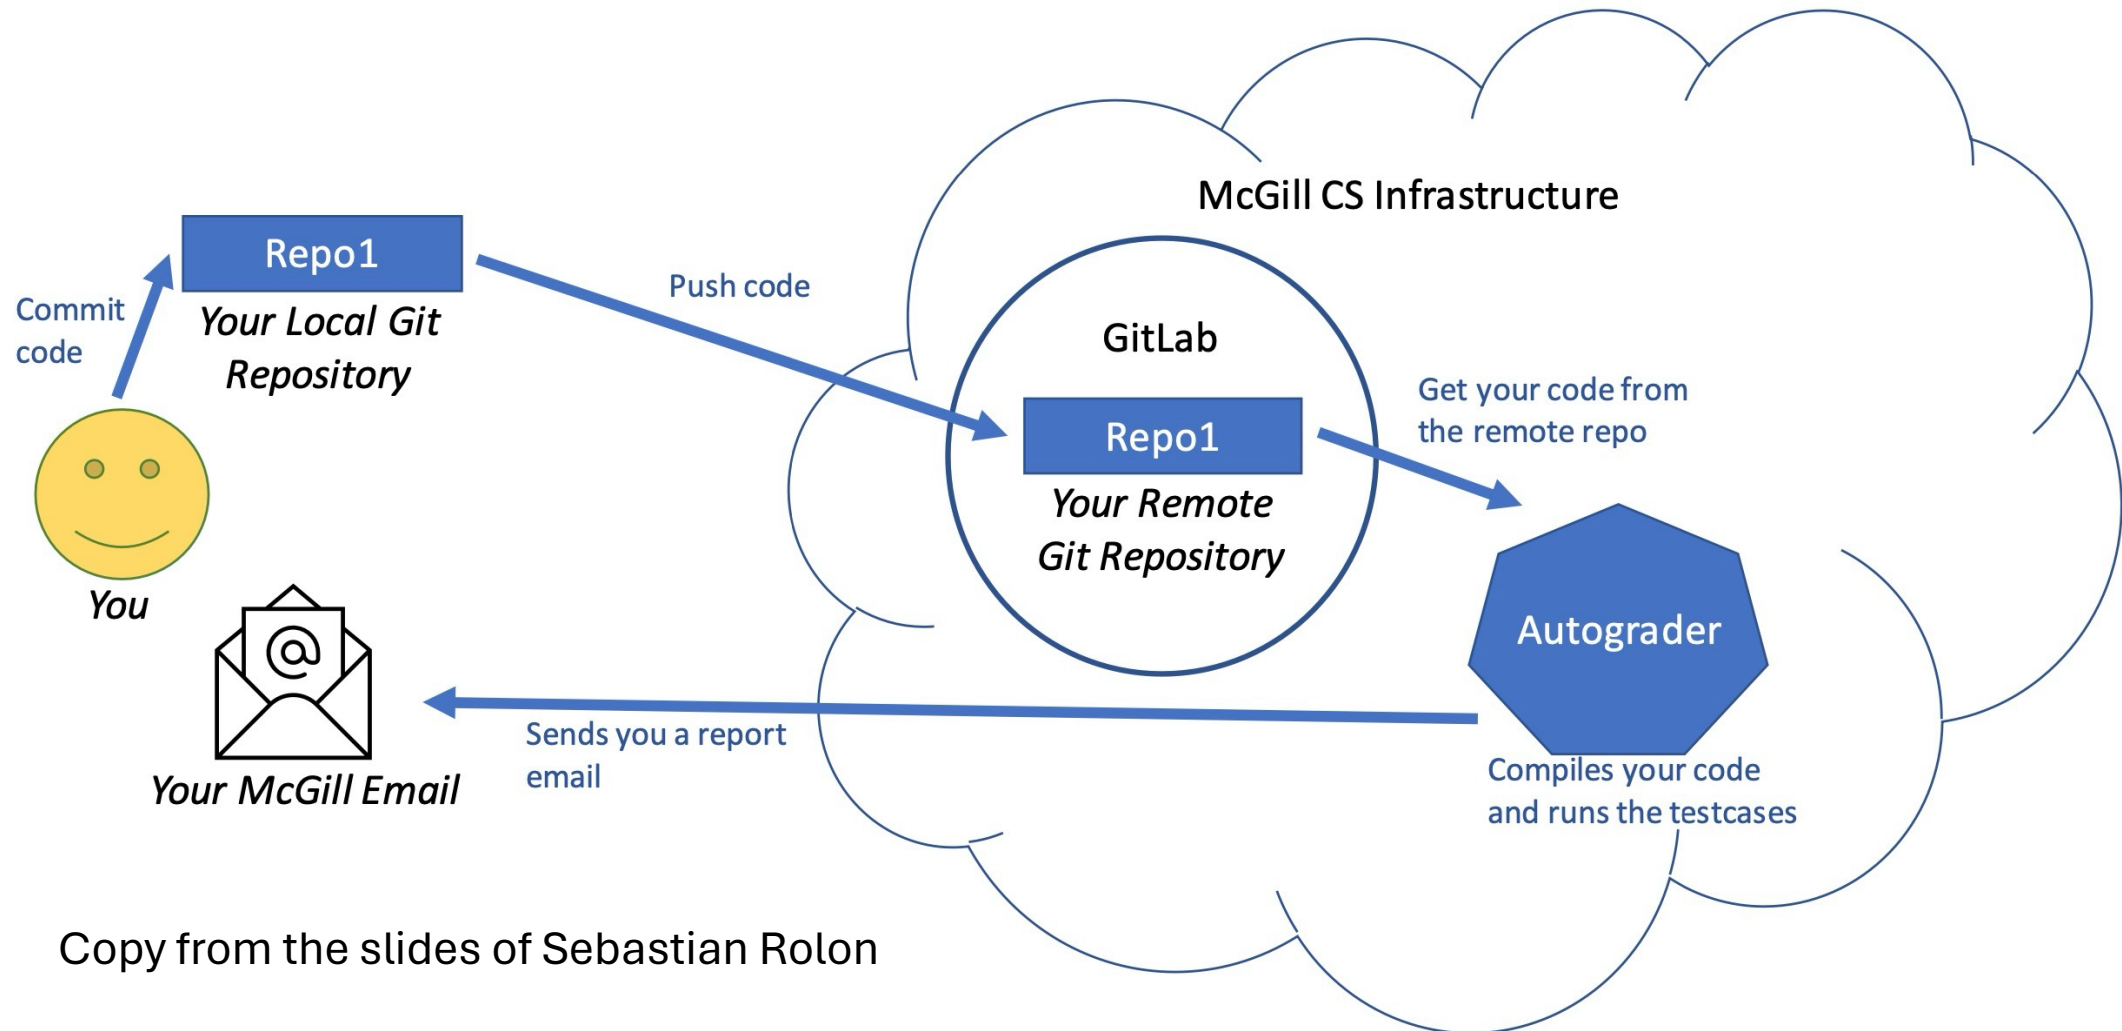 McGill CS Infrastructure
Repo1
Commit
code
Your Local Git
Repository
Push code
GitLab
Repo1
Your Remote
Git Repository
Get your code from
the remote repo
You
Autograder
Compiles your code
and runs the testcases
Sends you a report
email
@
Your McGill Email
Copy from the slides of Sebastian Rolon